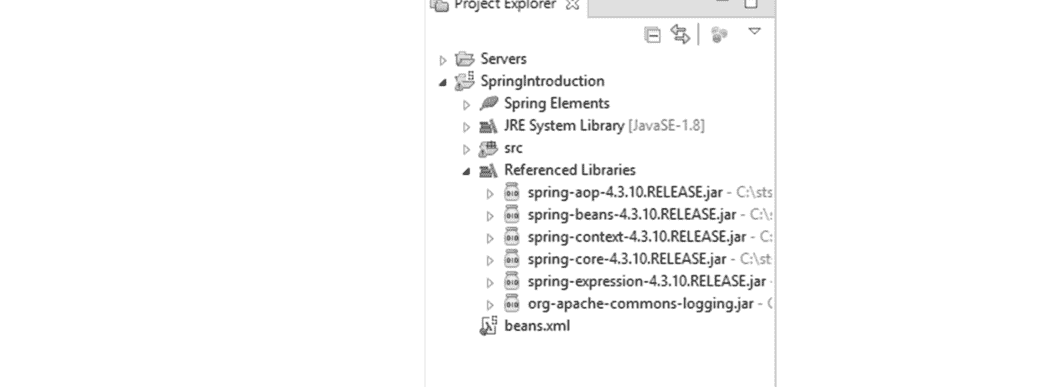 Project Explorer
Servers
SpringIntroduction
Spring Elements
JRE System Library [JavaSE-1.8]
src
Referenced Libraries
spring-aop-4.3.10.RELEASE.jar - C:\sts
spring-beans-4.3.10.RELEASE.jar - C:\
spring-context-4.3.10.RELEASE.jar - C:
spring-core-4.3.10.RELEASE.jar - C:\st
spring-expression-4.3.10.RELEASE.jar -
org-apache-commons-logging.jar - C
beans.xml